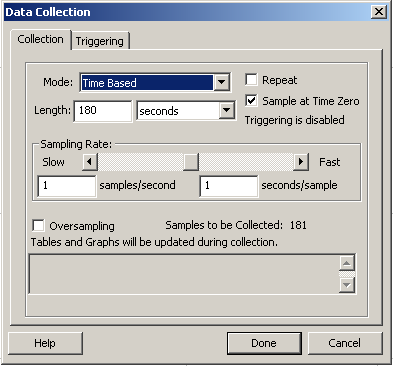 Data Collection
Collection Triggering
Mode: Time Based Repeat
Length: 180 seconds Sample at Time Zero
Triggering is disabled
Sampling Rate:
Slow Fast
1 samples/second 1 seconds/sample
Oversampling Samples to be Collected: 181
Tables and Graphs will be updated during collection.
Help Done Cancel